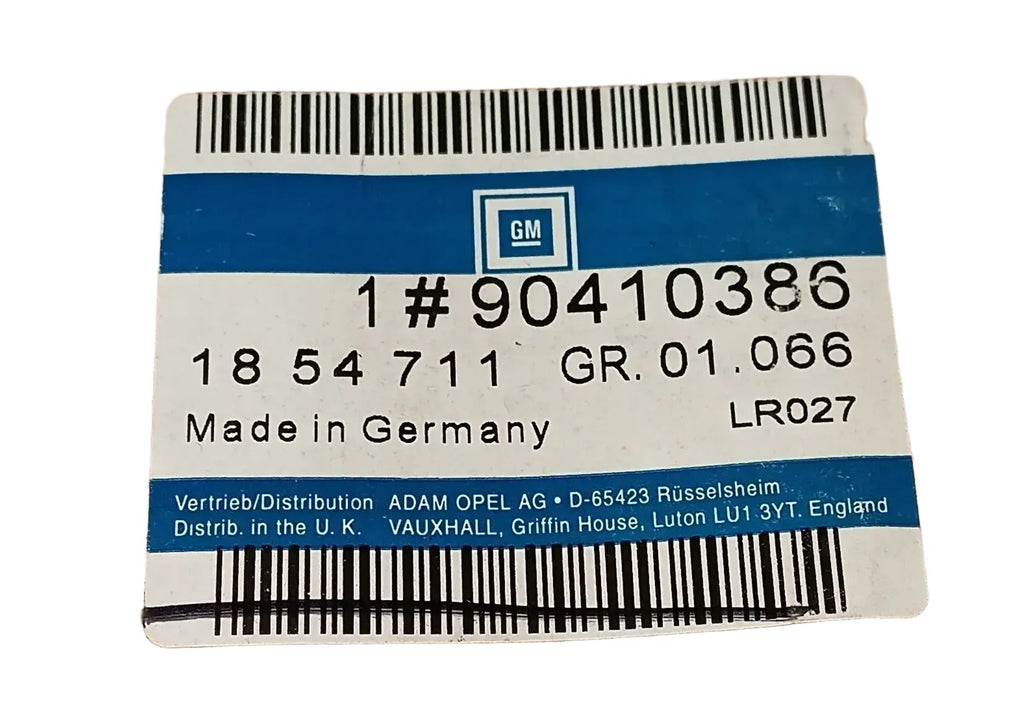 GM
1 # 90410386
18 54 711 GR. 01.066
Made in Germany LR027
Vertrieb/Distribution ADAM OPEL AG • D-65423 Rüsselsheim
Distrib. in the U. K. VAUXHALL, Griffin House, Luton LU1 3YT. England